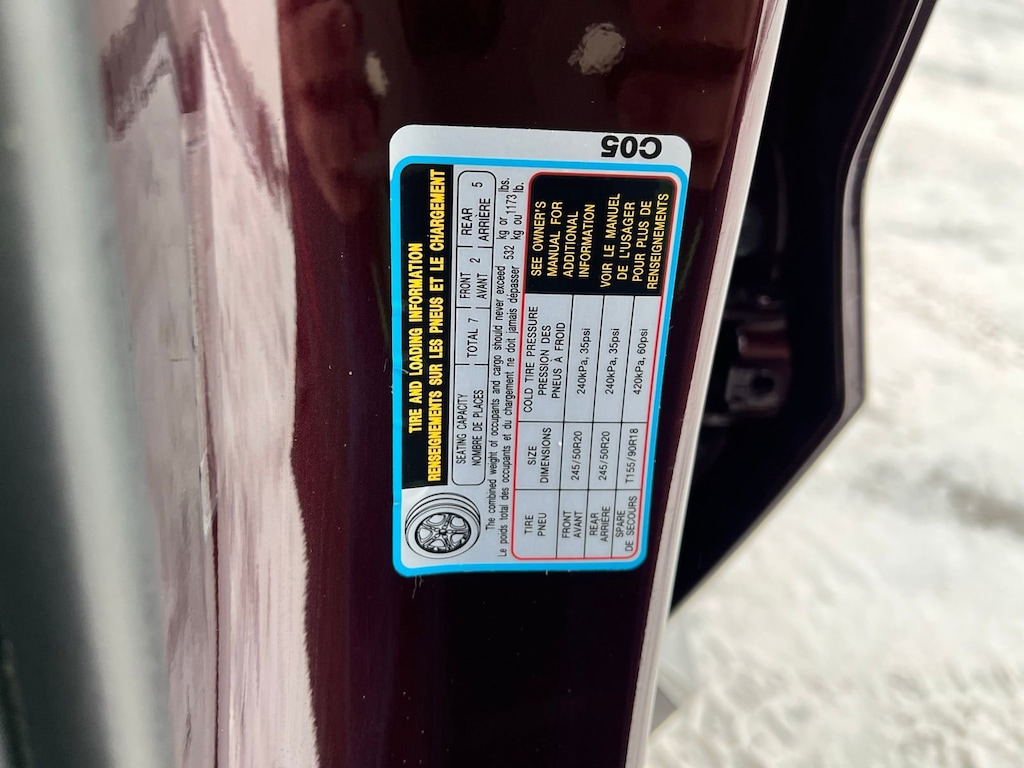 C05
TIRE AND LOADING INFORMATION
RENSEIGNEMENTS SUR LES PNEUS ET LE CHARGEMENT
SEATING CAPACITY
NOMBRE DE PLACES
TOTAL 7
FRONT
AVANT 2
REAR
ARRIÈRE 5
The combined weight of occupants and cargo should never exceed 532 kg or 1173 lbs.
Le poids total des occupants et du chargement ne doit jamais dépasser 532 kg ou 1173 lb.
TIRE SIZE COLD TIRE PRESSURE
PNEU DIMENSIONS PRESSION DES
PNEUS À FROID
FRONT
AVANT 245/50R20 240kPa, 35psi
REAR
ARRIÈRE 245/50R20 240kPa, 35psi
SPARE
DE SECOURS T155/90R18 420kPa, 60psi
SEE OWNER'S
MANUAL FOR
ADDITIONAL
INFORMATION
VOIR LE MANUEL
DE L'USAGER
POUR PLUS DE
RENSEIGNEMENTS